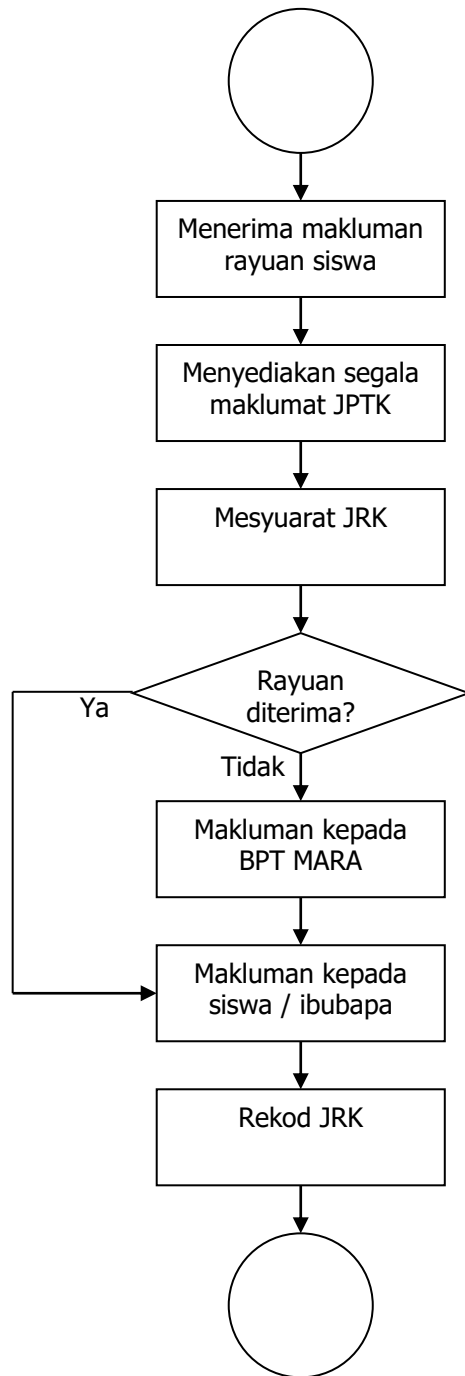 Menerima makluman
rayuan siswa
Menyediakan segala
maklumat JPTK
Mesyuarat JRK
Rayuan
diterima?
Ya
Tidak
Makluman kepada
BPT MARA
Makluman kepada
siswa / ibubapa
Rekod JRK